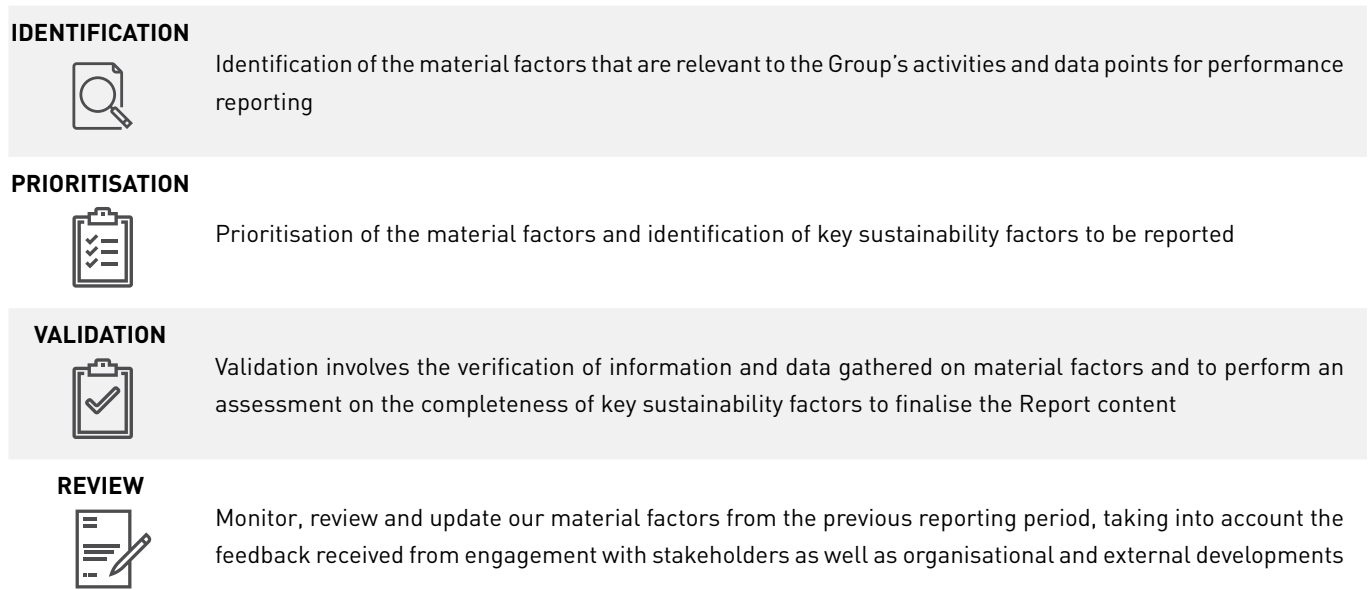 IDENTIFICATION
Identification of the material factors that are relevant to the Group's activities and data points for performance
reporting
PRIORITISATION
Prioritisation of the material factors and identification of key sustainability factors to be reported
VALIDATION
Validation involves the verification of information and data gathered on material factors and to perform an
assessment on the completeness of key sustainability factors to finalise the Report content
REVIEW
Monitor, review and update our material factors from the previous reporting period, taking into account the
feedback received from engagement with stakeholders as well as organisational and external developments